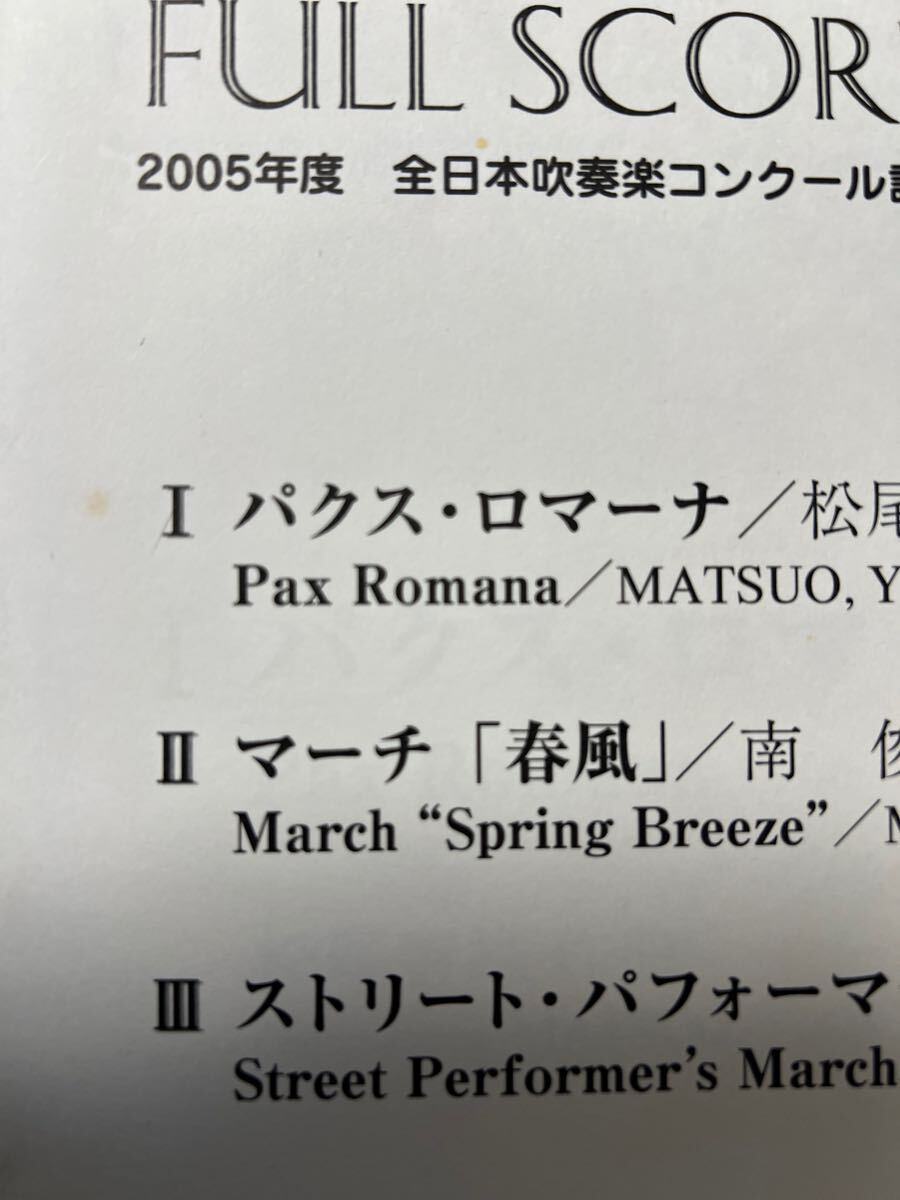 FULL SCOR
2005年度 全日本吹奏楽コンクール
I パクス・ロマーナ／松尾
Pax Romana／MATSUO, Y
II マーチ「春風」／南 俊
March “Spring Breeze”／M
III ストリート・パフォーマ
Street Performer’s March